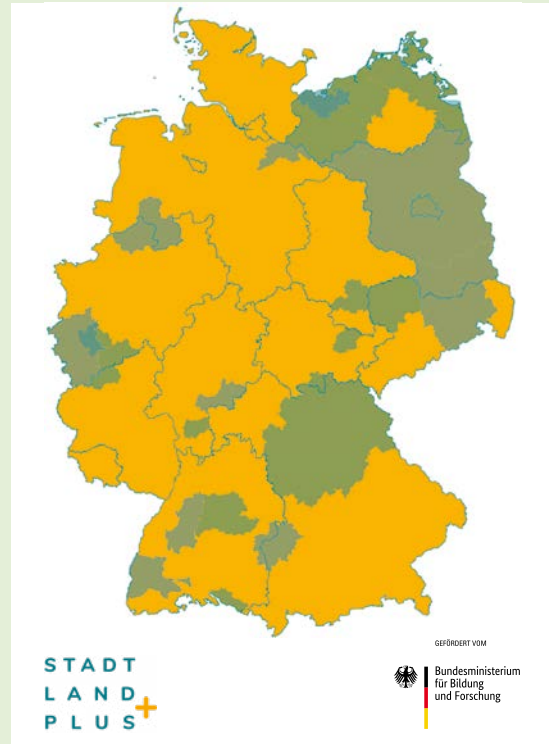 GEFÖRDERT VOM
STADT
LAND
PLUS+
Bundesministerium
für Bildung
und Forschung